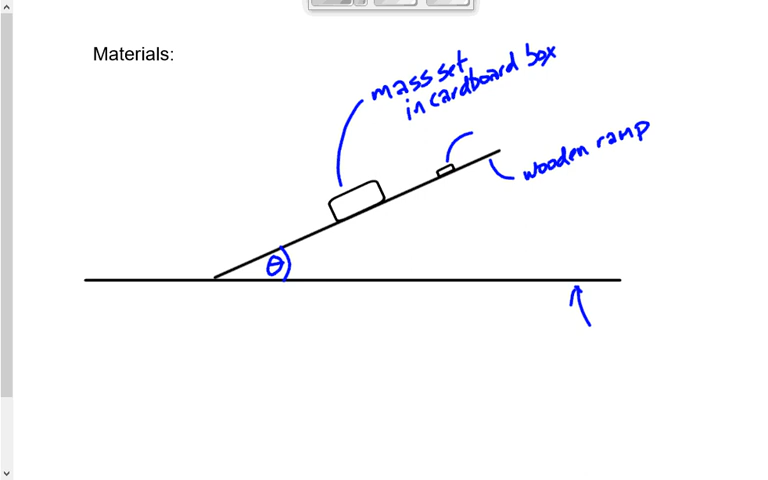 Materials:
mass set
in cardboard box
wooden ramp
θ